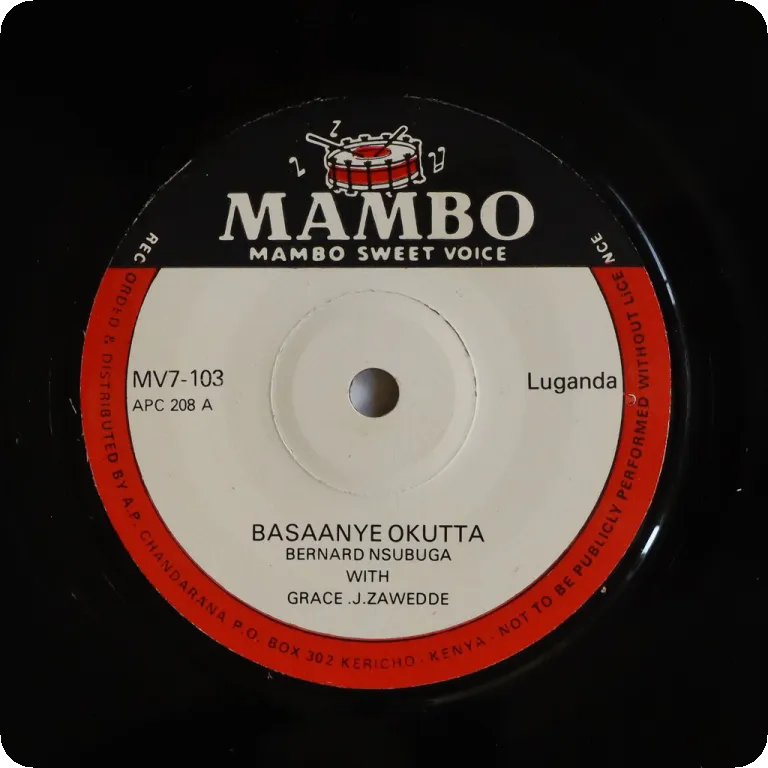 MAMBO
MAMBO SWEET VOICE
MV7-103
APC 208 A
Luganda
BASAANYE OKUTTA
BERNARD NSUBUGA
WITH
GRACE .J.ZAWEDDE
RECORDED & DISTRIBUTED BY A.P. CHANDARANA P.O. BOX 302 KERICHO - KENYA - NOT TO BE PUBLICLY PERFORMED WITHOUT LICENCE